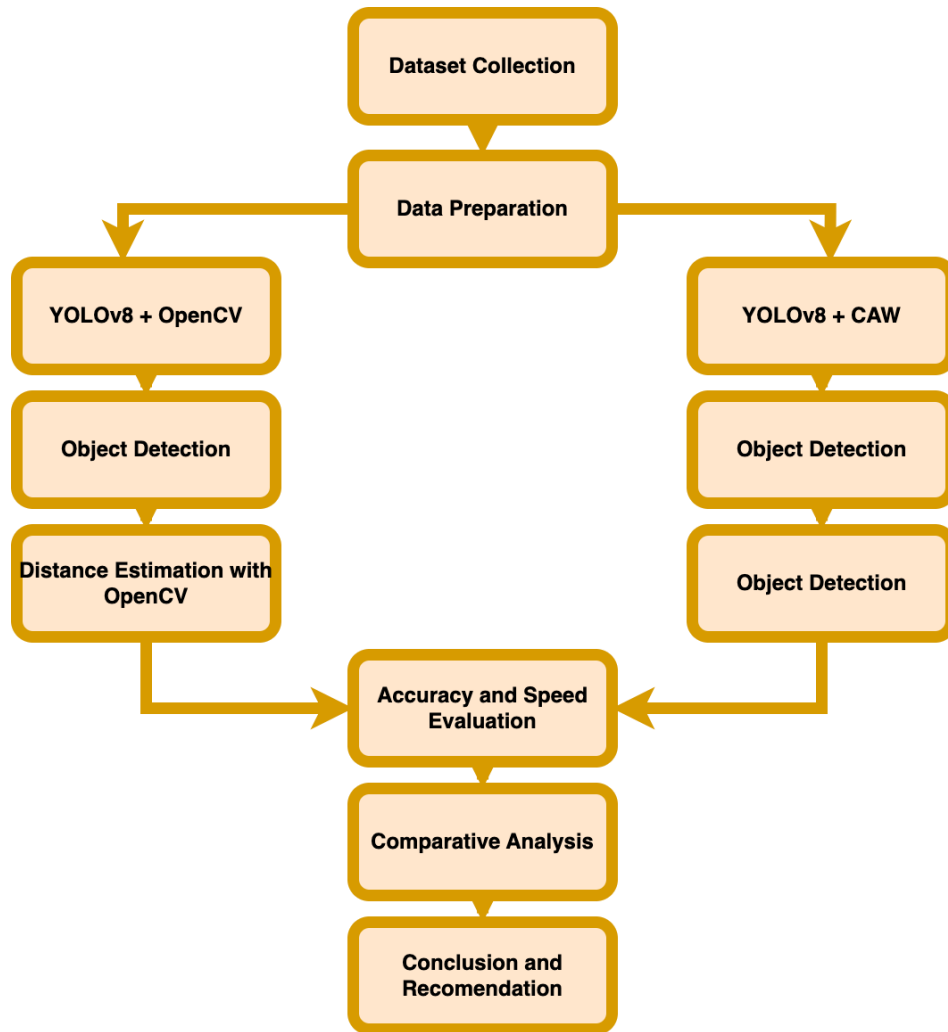 Dataset Collection
Data Preparation
YOLOv8 + OpenCV
YOLOv8 + CAW
Object Detection
Object Detection
Distance Estimation with
OpenCV
Object Detection
Accuracy and Speed
Evaluation
Comparative Analysis
Conclusion and
Recomendation